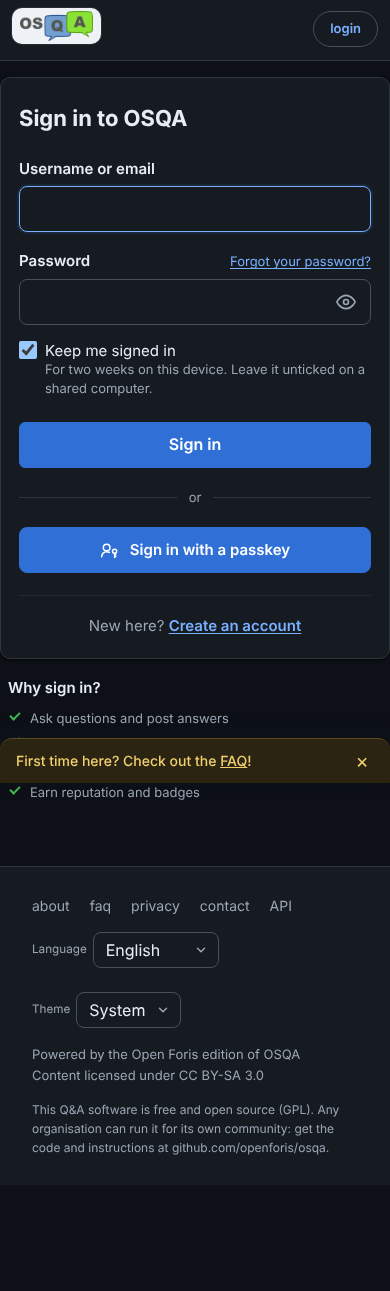 OSQA
login
Sign in to OSQA
Username or email
Password
Forgot your password?
Keep me signed in
For two weeks on this device. Leave it unticked on a
shared computer.
Sign in
or
Sign in with a passkey
New here? Create an account
Why sign in?
Ask questions and post answers
First time here? Check out the FAQ!
Earn reputation and badges
about faq privacy contact API
Language English
Theme System
Powered by the Open Foris edition of OSQA
Content licensed under CC BY-SA 3.0
This Q&A software is free and open source (GPL). Any
organisation can run it for its own community: get the
code and instructions at github.com/openforis/osqa.